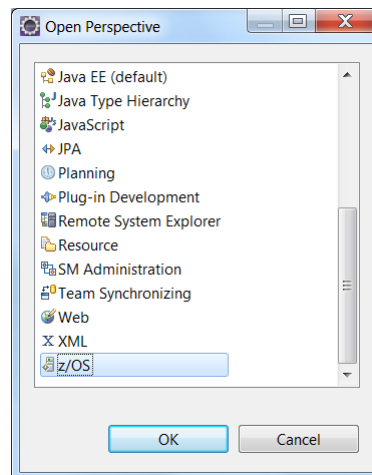 Open Perspective
Java EE (default)
Java Type Hierarchy
JavaScript
JPA
Planning
Plug-in Development
Remote System Explorer
Resource
SM Administration
Team Synchronizing
Web
XML
z/OS
OK Cancel